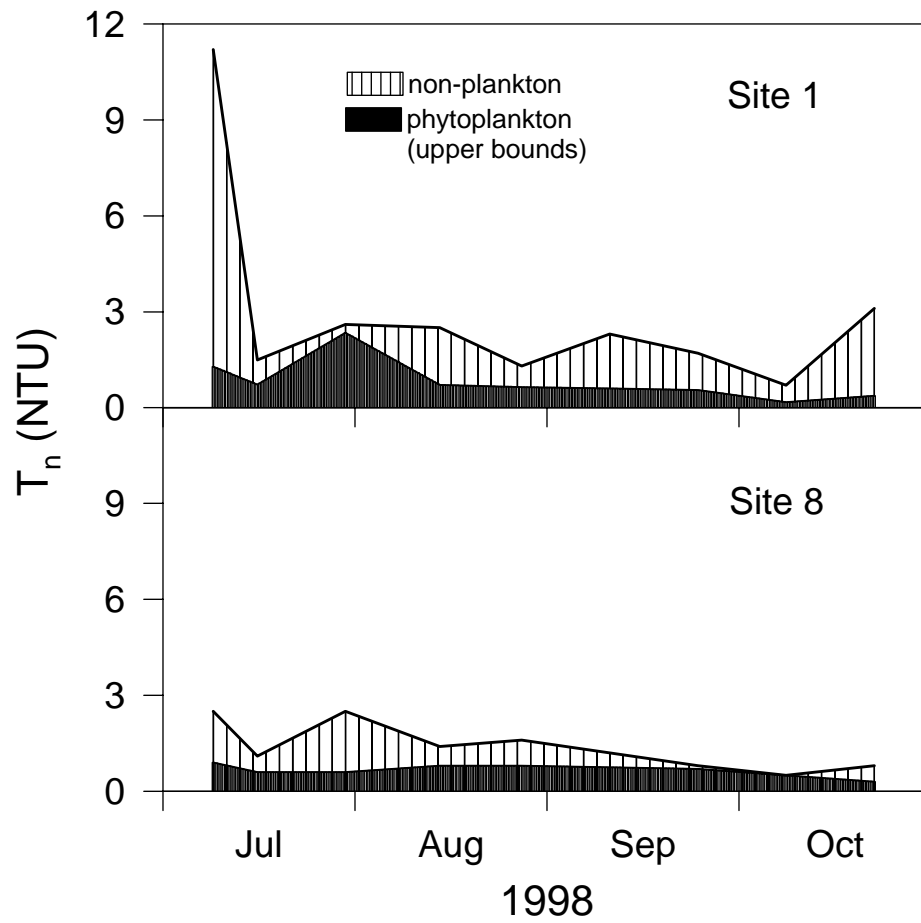 12
9
6
3
0
non-plankton
phytoplankton
(upper bounds)
Site 1
Tn (NTU)
9
6
3
0
Site 8
Jul Aug Sep Oct
1998